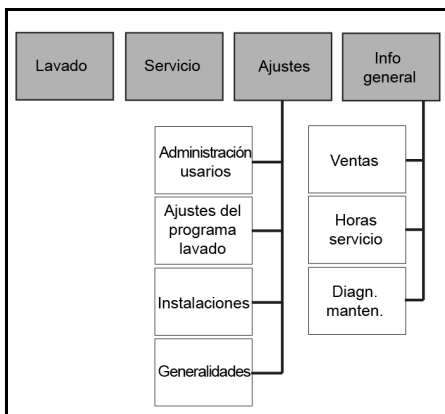 Lavado
Servicio
Ajustes
Info
general
Administración
usarios
Ajustes del
programa
lavado
Instalaciones
Generalidades
Ventas
Horas
servicio
Diagn.
manten.